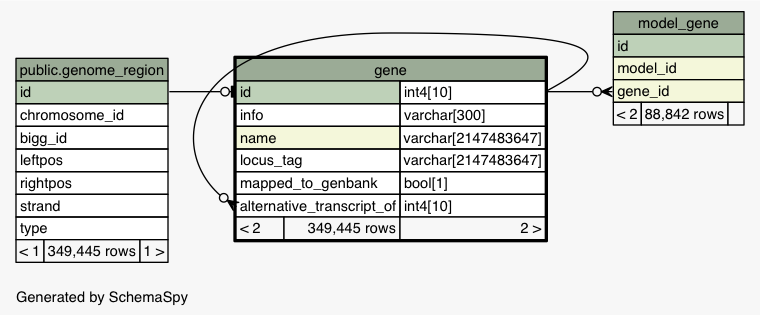 public.genome_region
id
chromosome_id
bigg_id
leftpos
rightpos
strand
type
< 1 349,445 rows 1 >
gene
id int4[10]
info varchar[300]
name varchar[2147483647]
locus_tag varchar[2147483647]
mapped_to_genbank bool[1]
alternative_transcript_of int4[10]
< 2 349,445 rows 2 >
model_gene
id
model_id
gene_id
< 2 88,842 rows
Generated by SchemaSpy